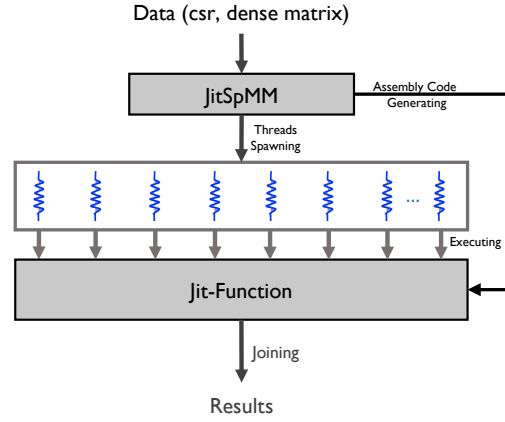 Data (csr, dense matrix)
JitSpMM
Assembly Code
Generating
Threads
Spawning
...
Executing
Jit-Function
Joining
Results